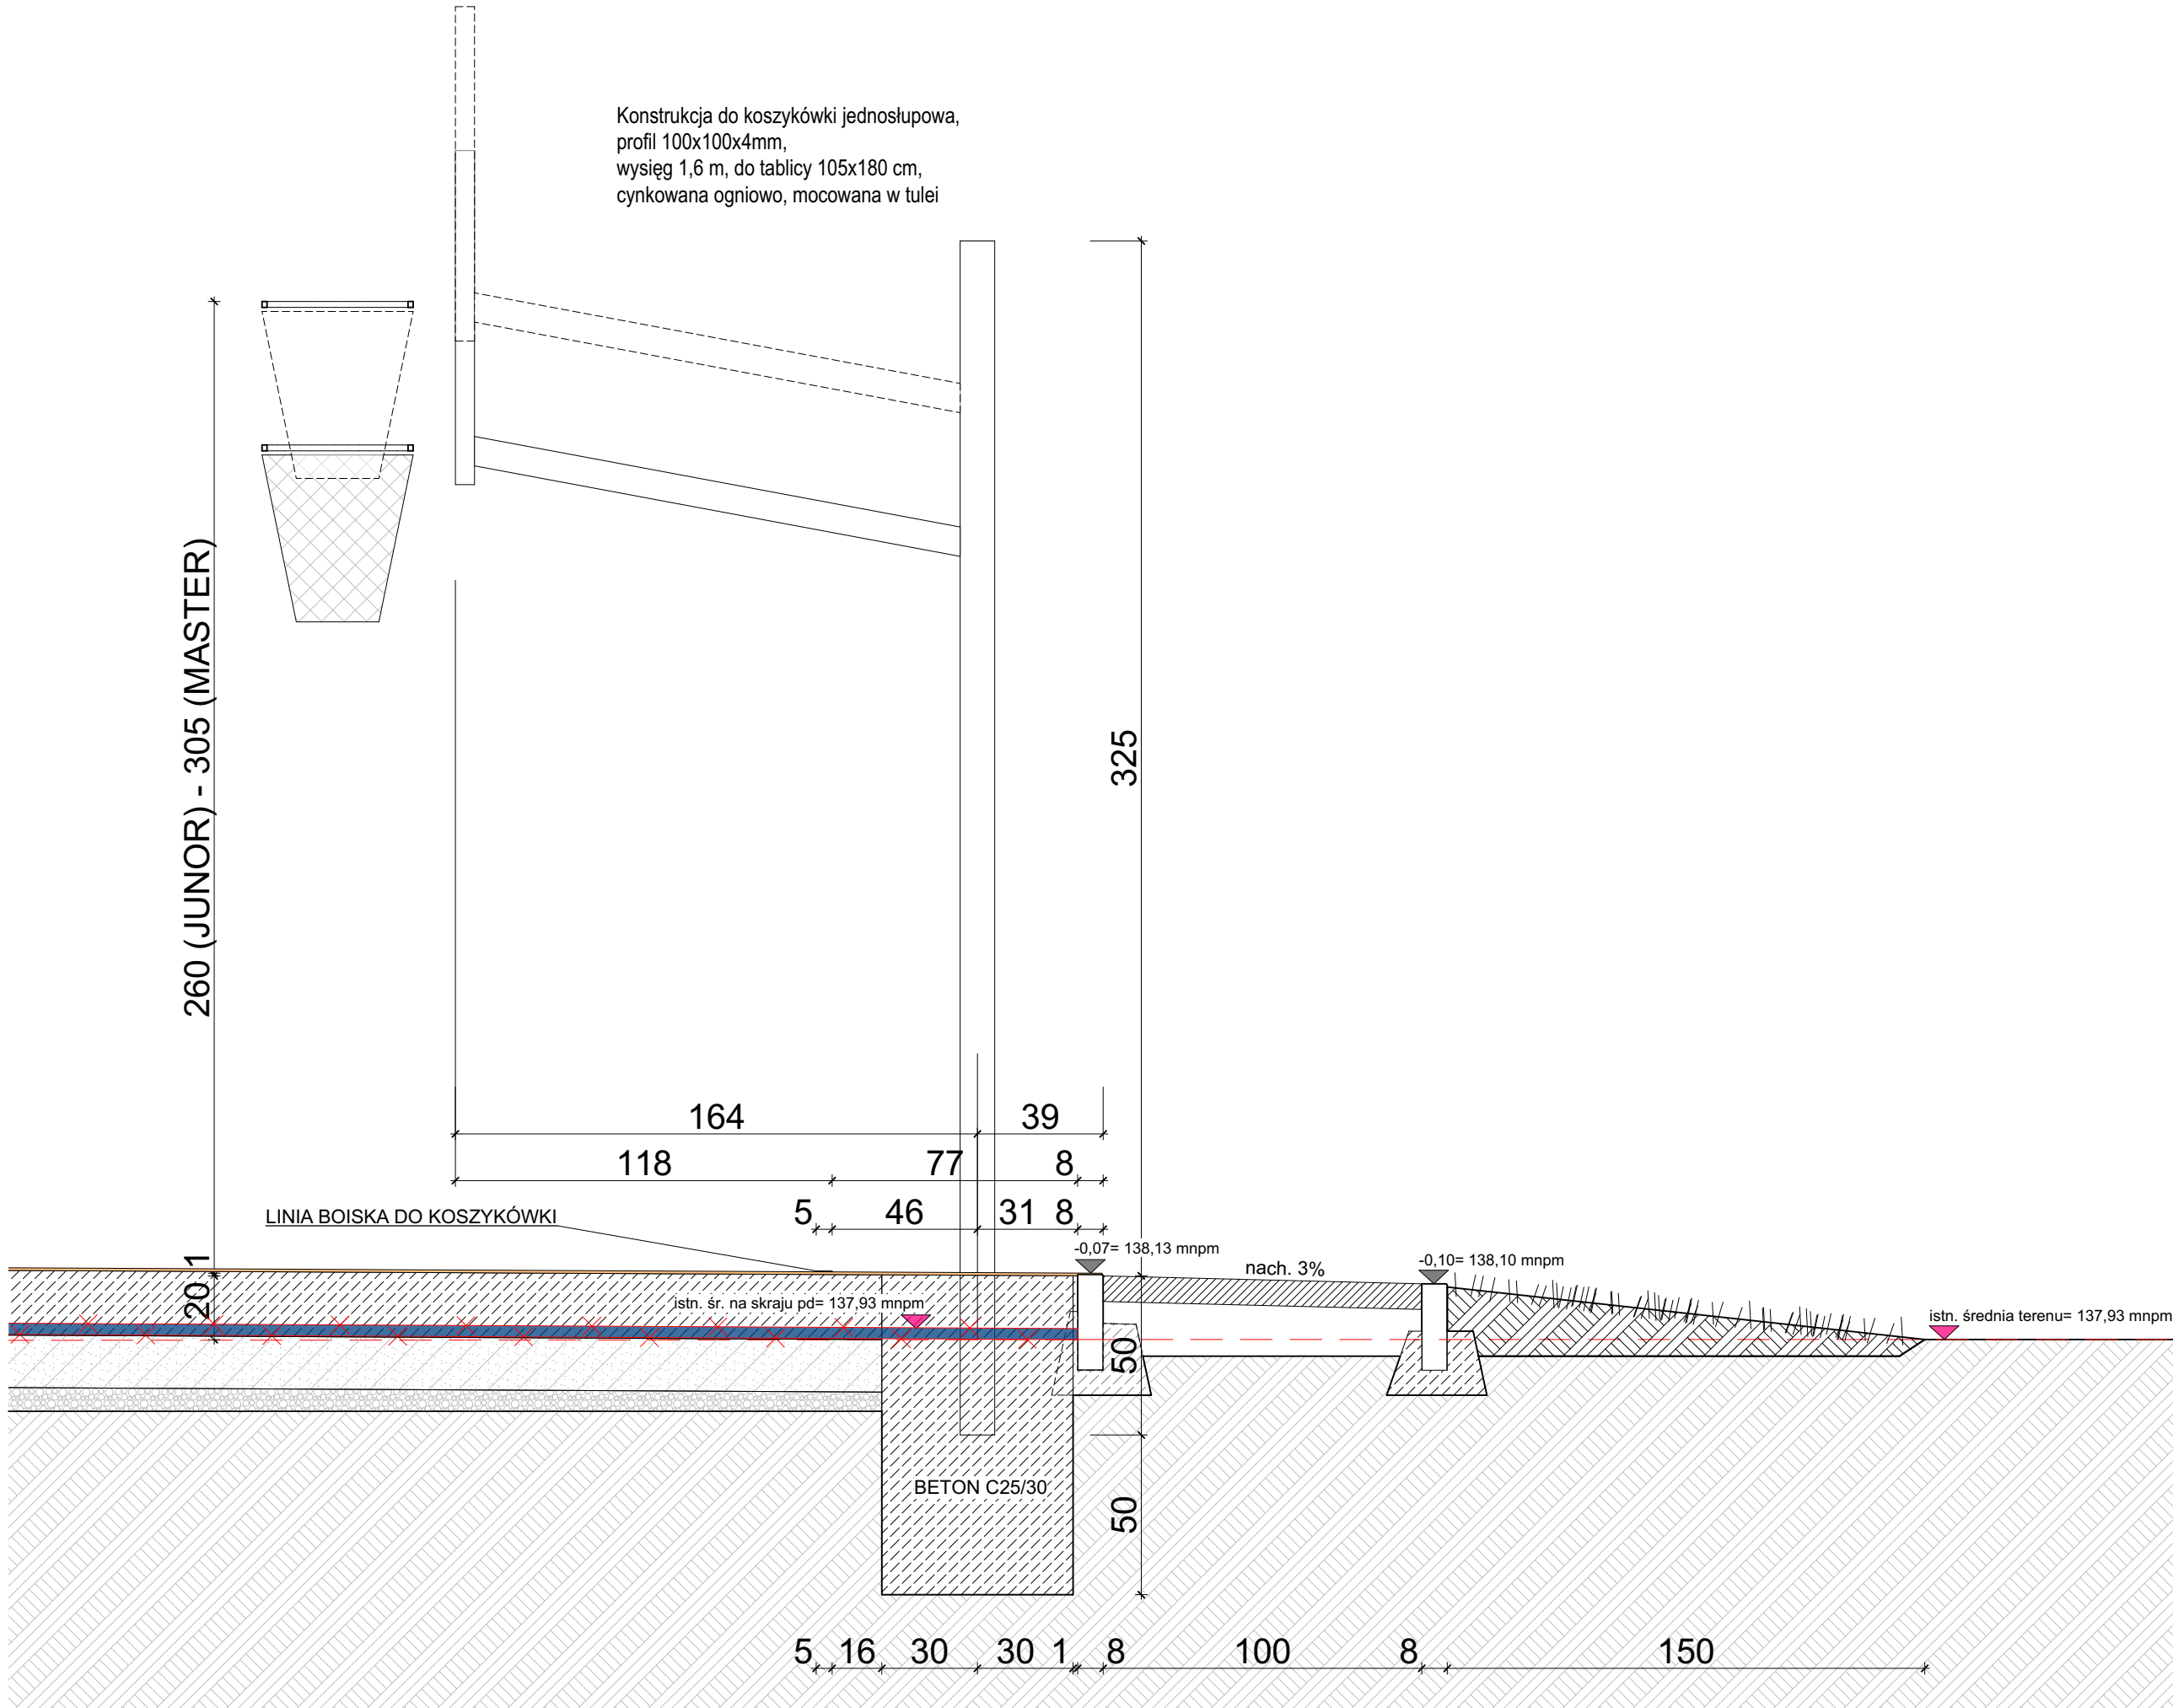 Konstrukcja do koszykówki jednosłupowa,
profil 100x100x4mm,
wysięg 1,6 m, do tablicy 105x180 cm,
cynkowana ogniowo, mocowana w tulei
260 (JUNOR) - 305 (MASTER)
325
164 39
118 77 8
5 46 31 8
LINIA BOISKA DO KOSZYKÓWKI
-0,07= 138,13 mnpm
nach. 3%
-0,10= 138,10 mnpm
1
20
istn. śr. na skraju pd= 137,93 mnpm
istn. średnia terenu= 137,93 mnpm
50
BETON C25/30
50
5 16 30 30 1 8 100 8 150